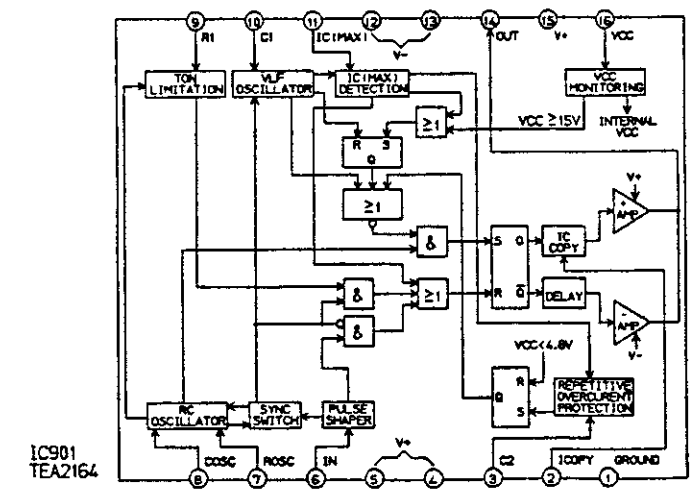 9 10 11 12 13 14 15 16
R1 C1 IC(MAX) V- OUT V+ VCC
TON
LIMITATION
VLF
OSCILLATOR
IC(MAX)
DETECTION
VCC
MONITORING
≥1
VCC ≥15V
INTERNAL
VCC
R S
Q
≥1
V+
+
AMP
&
S Q
IC
COPY
&
≥1
R Q̅
DELAY
-
AMP
V-
&
VCC<4.8V
R
Q
S
REPETITIVE
OVERCURENT
PROTECTION
RC
OSCILLATOR
SYNC
SWITCH
PULSE
SHAPER
IC901
TEA2164
COSC ROSC IN V+ C2 ICOPY GROUND
8 7 6 5 4 3 2 1